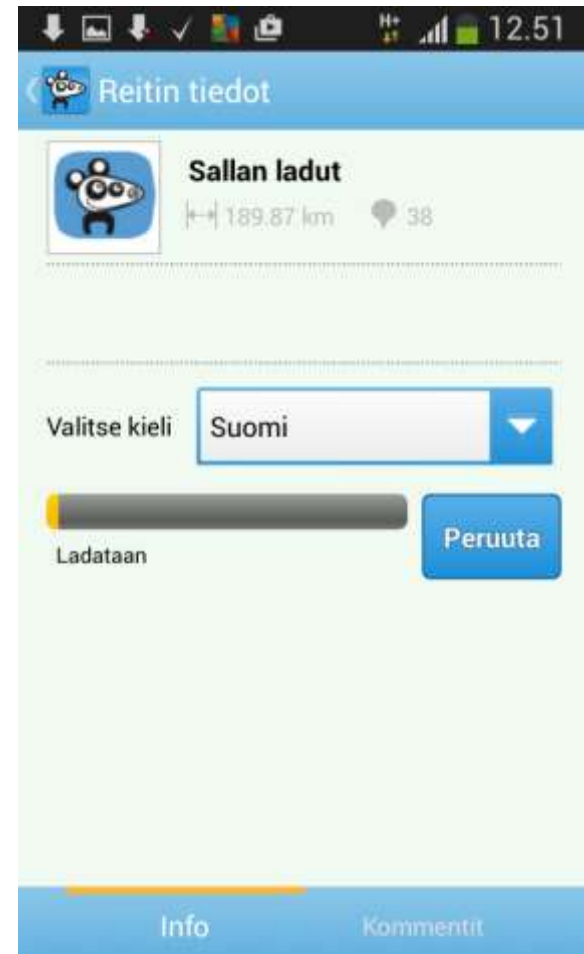 H+
12.51
Reitin tiedot
Sallan ladut
189.87 km 38
Valitse kieli Suomi
Ladataan Peruuta
Info Kommentit